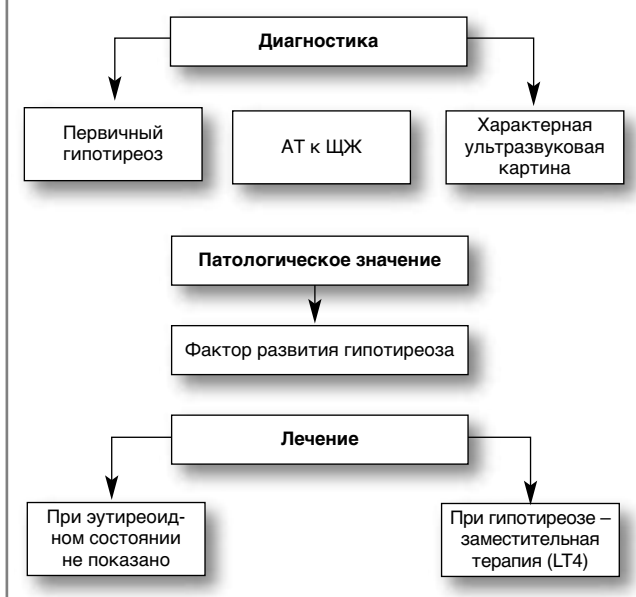 Диагностика
Первичный
гипотиреоз
АТ к ЩЖ
Характерная
ультразвуковая
картина
Патологическое значение
Фактор развития гипотиреоза
Лечение
При эутиреоид-
ном состоянии
не показано
При гипотиреозе –
заместительная
терапия (LT4)